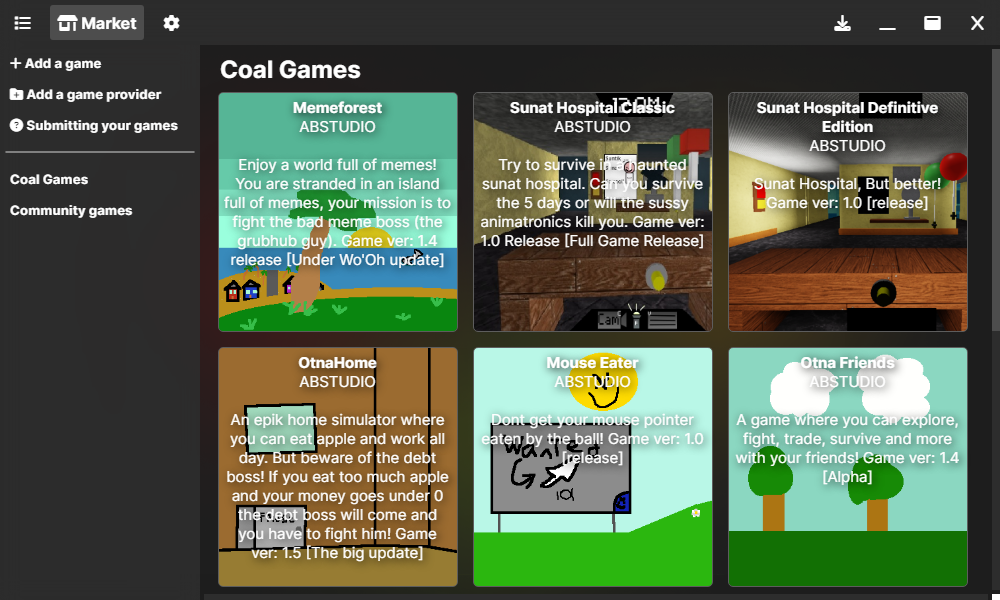 Market
Add a game
Add a game provider
Submitting your games
Coal Games
Community games
Coal Games
Memeforest
ABSTUDIO
Enjoy a world full of memes!
You are stranded in an island
full of memes, your mission is to
fight the bad meme boss (the
grubhub guy). Game ver: 1.4
release [Under Wo'Oh update]
Sunat Hospital Classic
ABSTUDIO
Try to survive in a haunted
sunat hospital. Can you survive
the 5 days or will the sussy
animatronics kill you. Game ver:
1.0 Release [Full Game Release]
12 AM
Suntik
Cam
Sunat Hospital Definitive
Edition
ABSTUDIO
Sunat Hospital, But better!
Game ver: 1.0 [release]
OtnaHome
ABSTUDIO
An epik home simulator where
you can eat apple and work all
day. But beware of the debt
boss! If you eat too much apple
and your money goes under 0
the debt boss will come and
you have to fight him! Game
ver: 1.5 [The big update]
Mouse Eater
ABSTUDIO
Dont get your mouse pointer
eaten by the ball! Game ver: 1.0
[release]
wanted
Otna Friends
ABSTUDIO
A game where you can explore,
fight, trade, survive and more
with your friends! Game ver: 1.4
[Alpha]